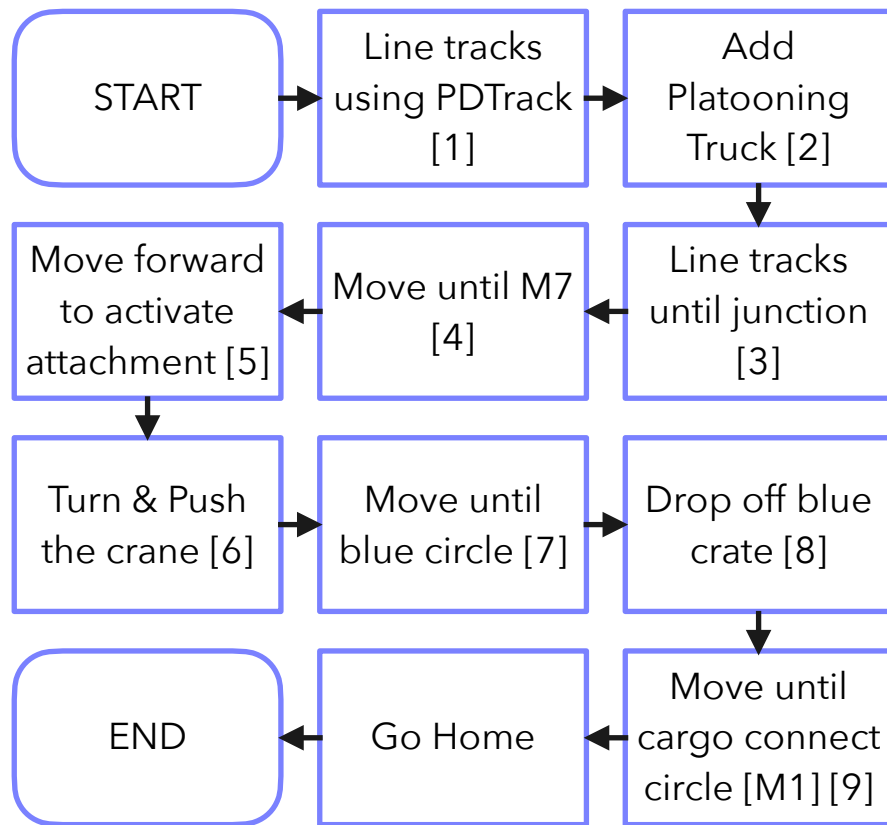 START
Line tracks
using PDTrack
[1]
Add
Platooning
Truck [2]
Line tracks
until junction
[3]
Move until M7
[4]
Move forward
to activate
attachment [5]
Turn & Push
the crane [6]
Move until
blue circle [7]
Drop off blue
crate [8]
Move until
cargo connect
circle [M1] [9]
Go Home
END